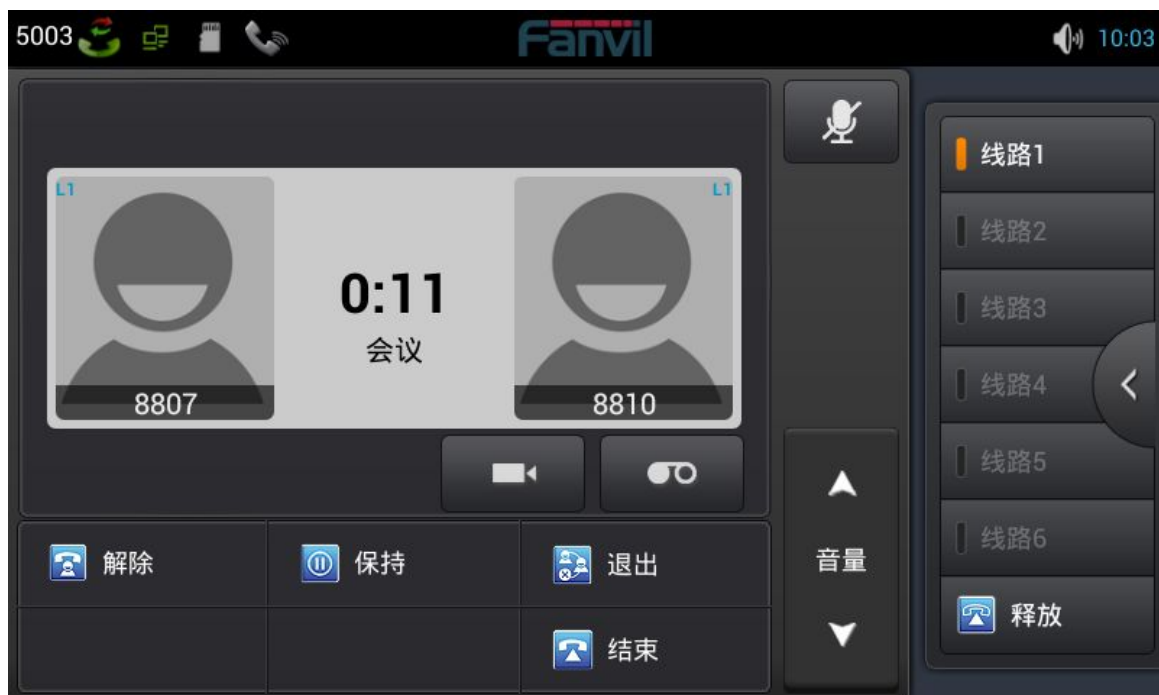 5003
Fanvil
10:03
L1
L1
0:11
会议
8807
8810
解除
保持
退出
结束
音量
线路1
线路2
线路3
线路4
线路5
线路6
释放